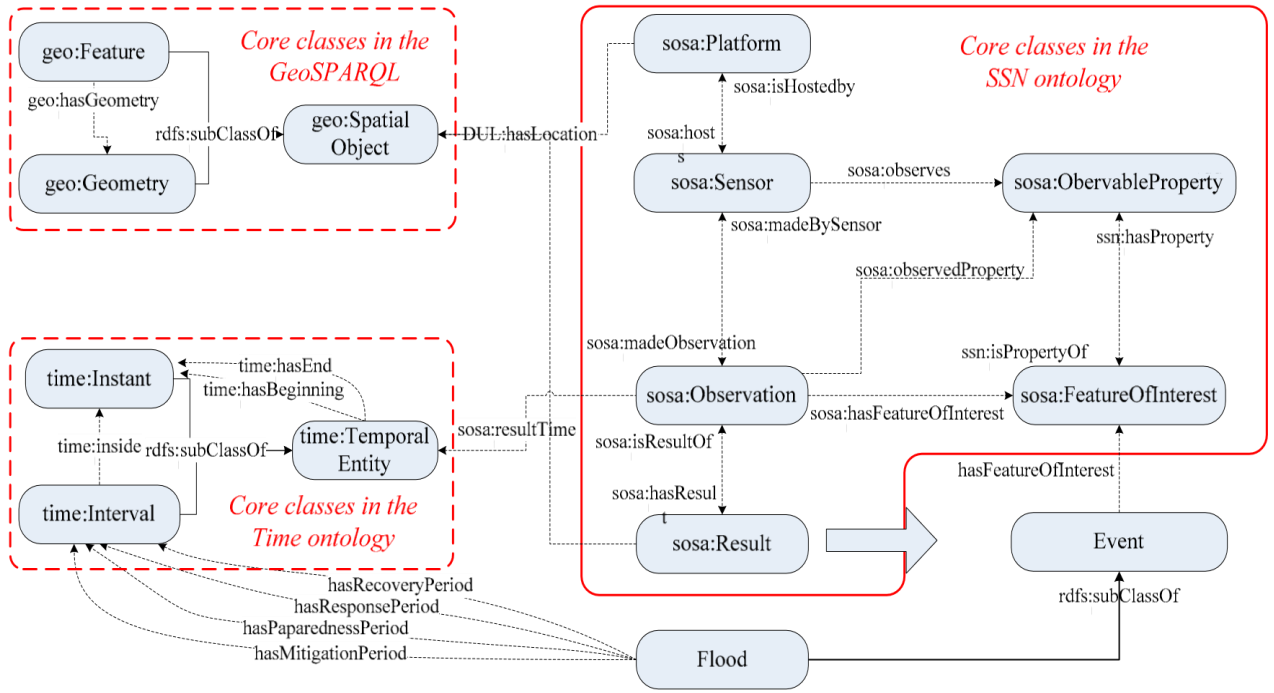 geo:Feature
Core classes in the
GeoSPARQL
geo:hasGeometry
rdfs:subClassOf
geo:Spatial
Object
geo:Geometry
DUL:hasLocation
sosa:Platform
Core classes in the
SSN ontology
sosa:isHostedby
sosa:host
s
sosa:Sensor
sosa:observes
sosa:ObervableProperty
sosa:madeBySensor
ssn:hasProperty
sosa:observedProperty
sosa:madeObservation
ssn:isPropertyOf
sosa:Observation
sosa:hasFeatureOfInterest
sosa:FeatureOfInterest
time:Instant
time:hasEnd
time:hasBeginning
time:inside
rdfs:subClassOf
time:Temporal
Entity
sosa:resultTime
sosa:isResultOf
hasFeatureOfInterest
time:Interval
Core classes in the
Time ontology
sosa:hasResul
t
sosa:Result
Event
hasRecoveryPeriod
hasResponsePeriod
hasPaparednessPeriod
hasMitigationPeriod
rdfs:subClassOf
Flood